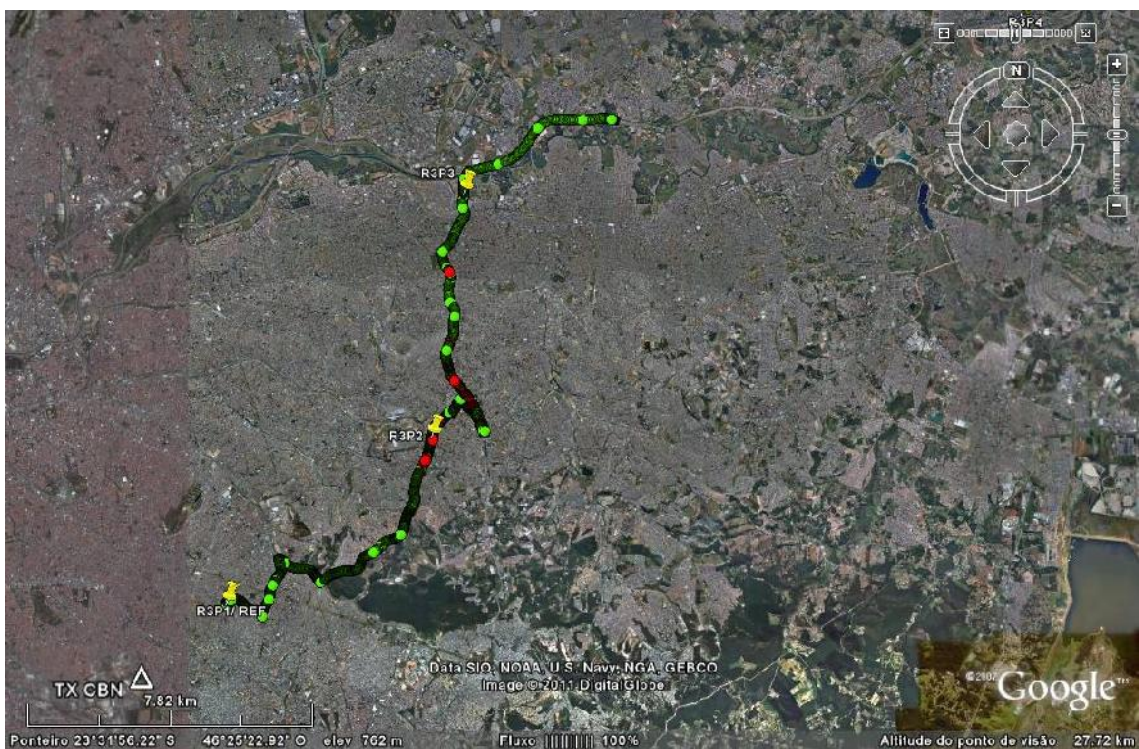 R3P4
N
R3P3
R3P2
R3P1/ REF
TX CBN
7.82 km
Data SIO, NOAA, U.S. Navy, NGA, GEBCO
Image © 2011 DigitalGlobe
©2007 Google™
Ponteiro 23°31'56.22" S 46°25'22.92" O elev 762 m Fluxo 100% Altitude do ponto de visão 27.72 km